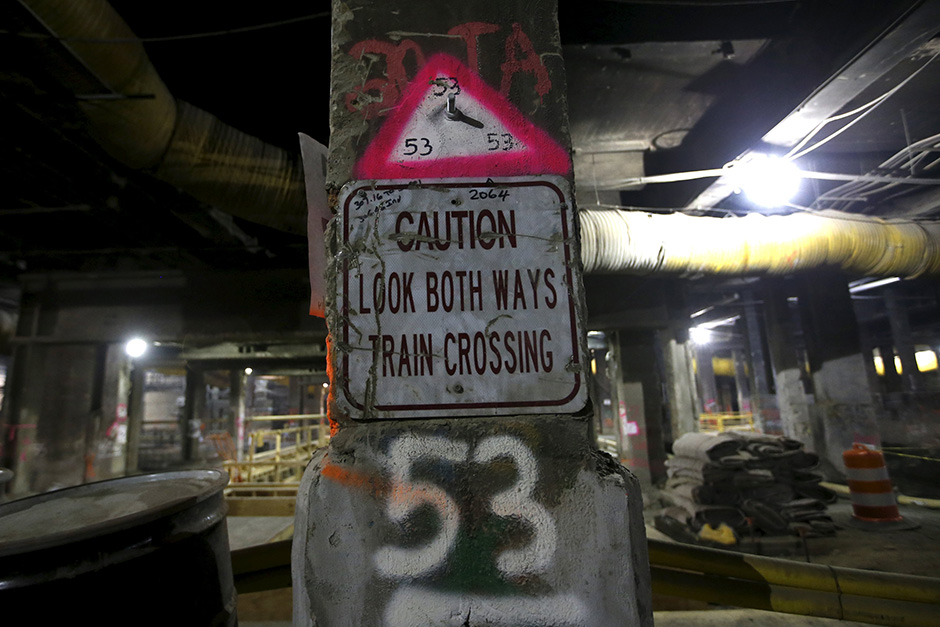 53
53 53
2064
CAUTION
LOOK BOTH WAYS
TRAIN CROSSING
53